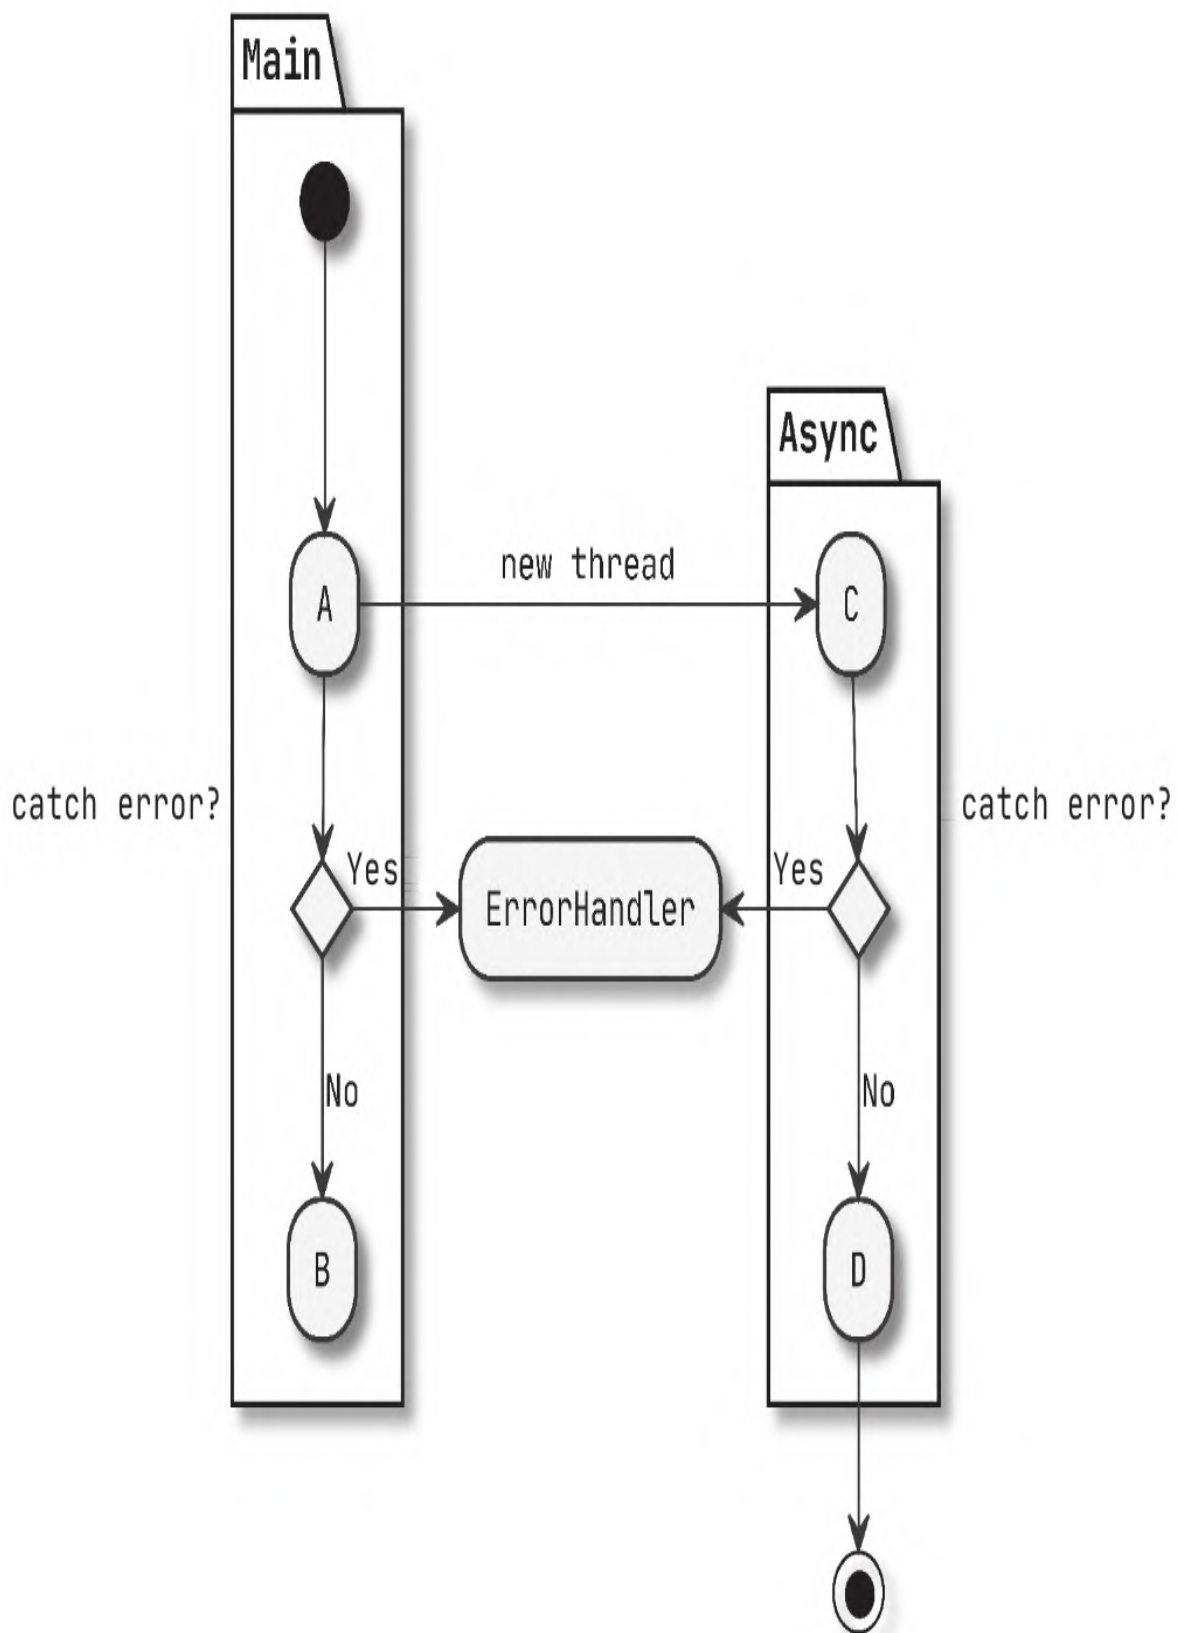 Main
Async
new thread
A
C
catch error?
catch error?
Yes
ErrorHandler
Yes
No
No
B
D